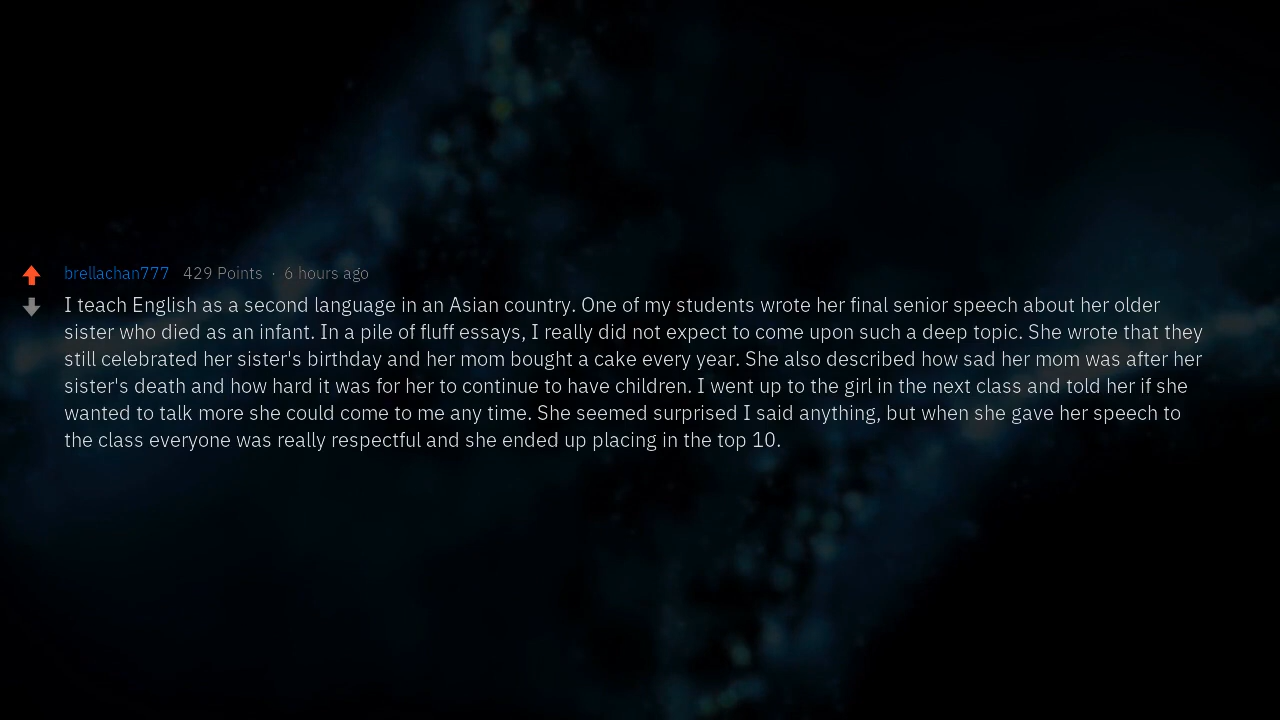 brellachan777 429 Points · 6 hours ago
I teach English as a second language in an Asian country. One of my students wrote her final senior speech about her older
sister who died as an infant. In a pile of fluff essays, I really did not expect to come upon such a deep topic. She wrote that they
still celebrated her sister's birthday and her mom bought a cake every year. She also described how sad her mom was after her
sister's death and how hard it was for her to continue to have children. I went up to the girl in the next class and told her if she
wanted to talk more she could come to me any time. She seemed surprised I said anything, but when she gave her speech to
the class everyone was really respectful and she ended up placing in the top 10.